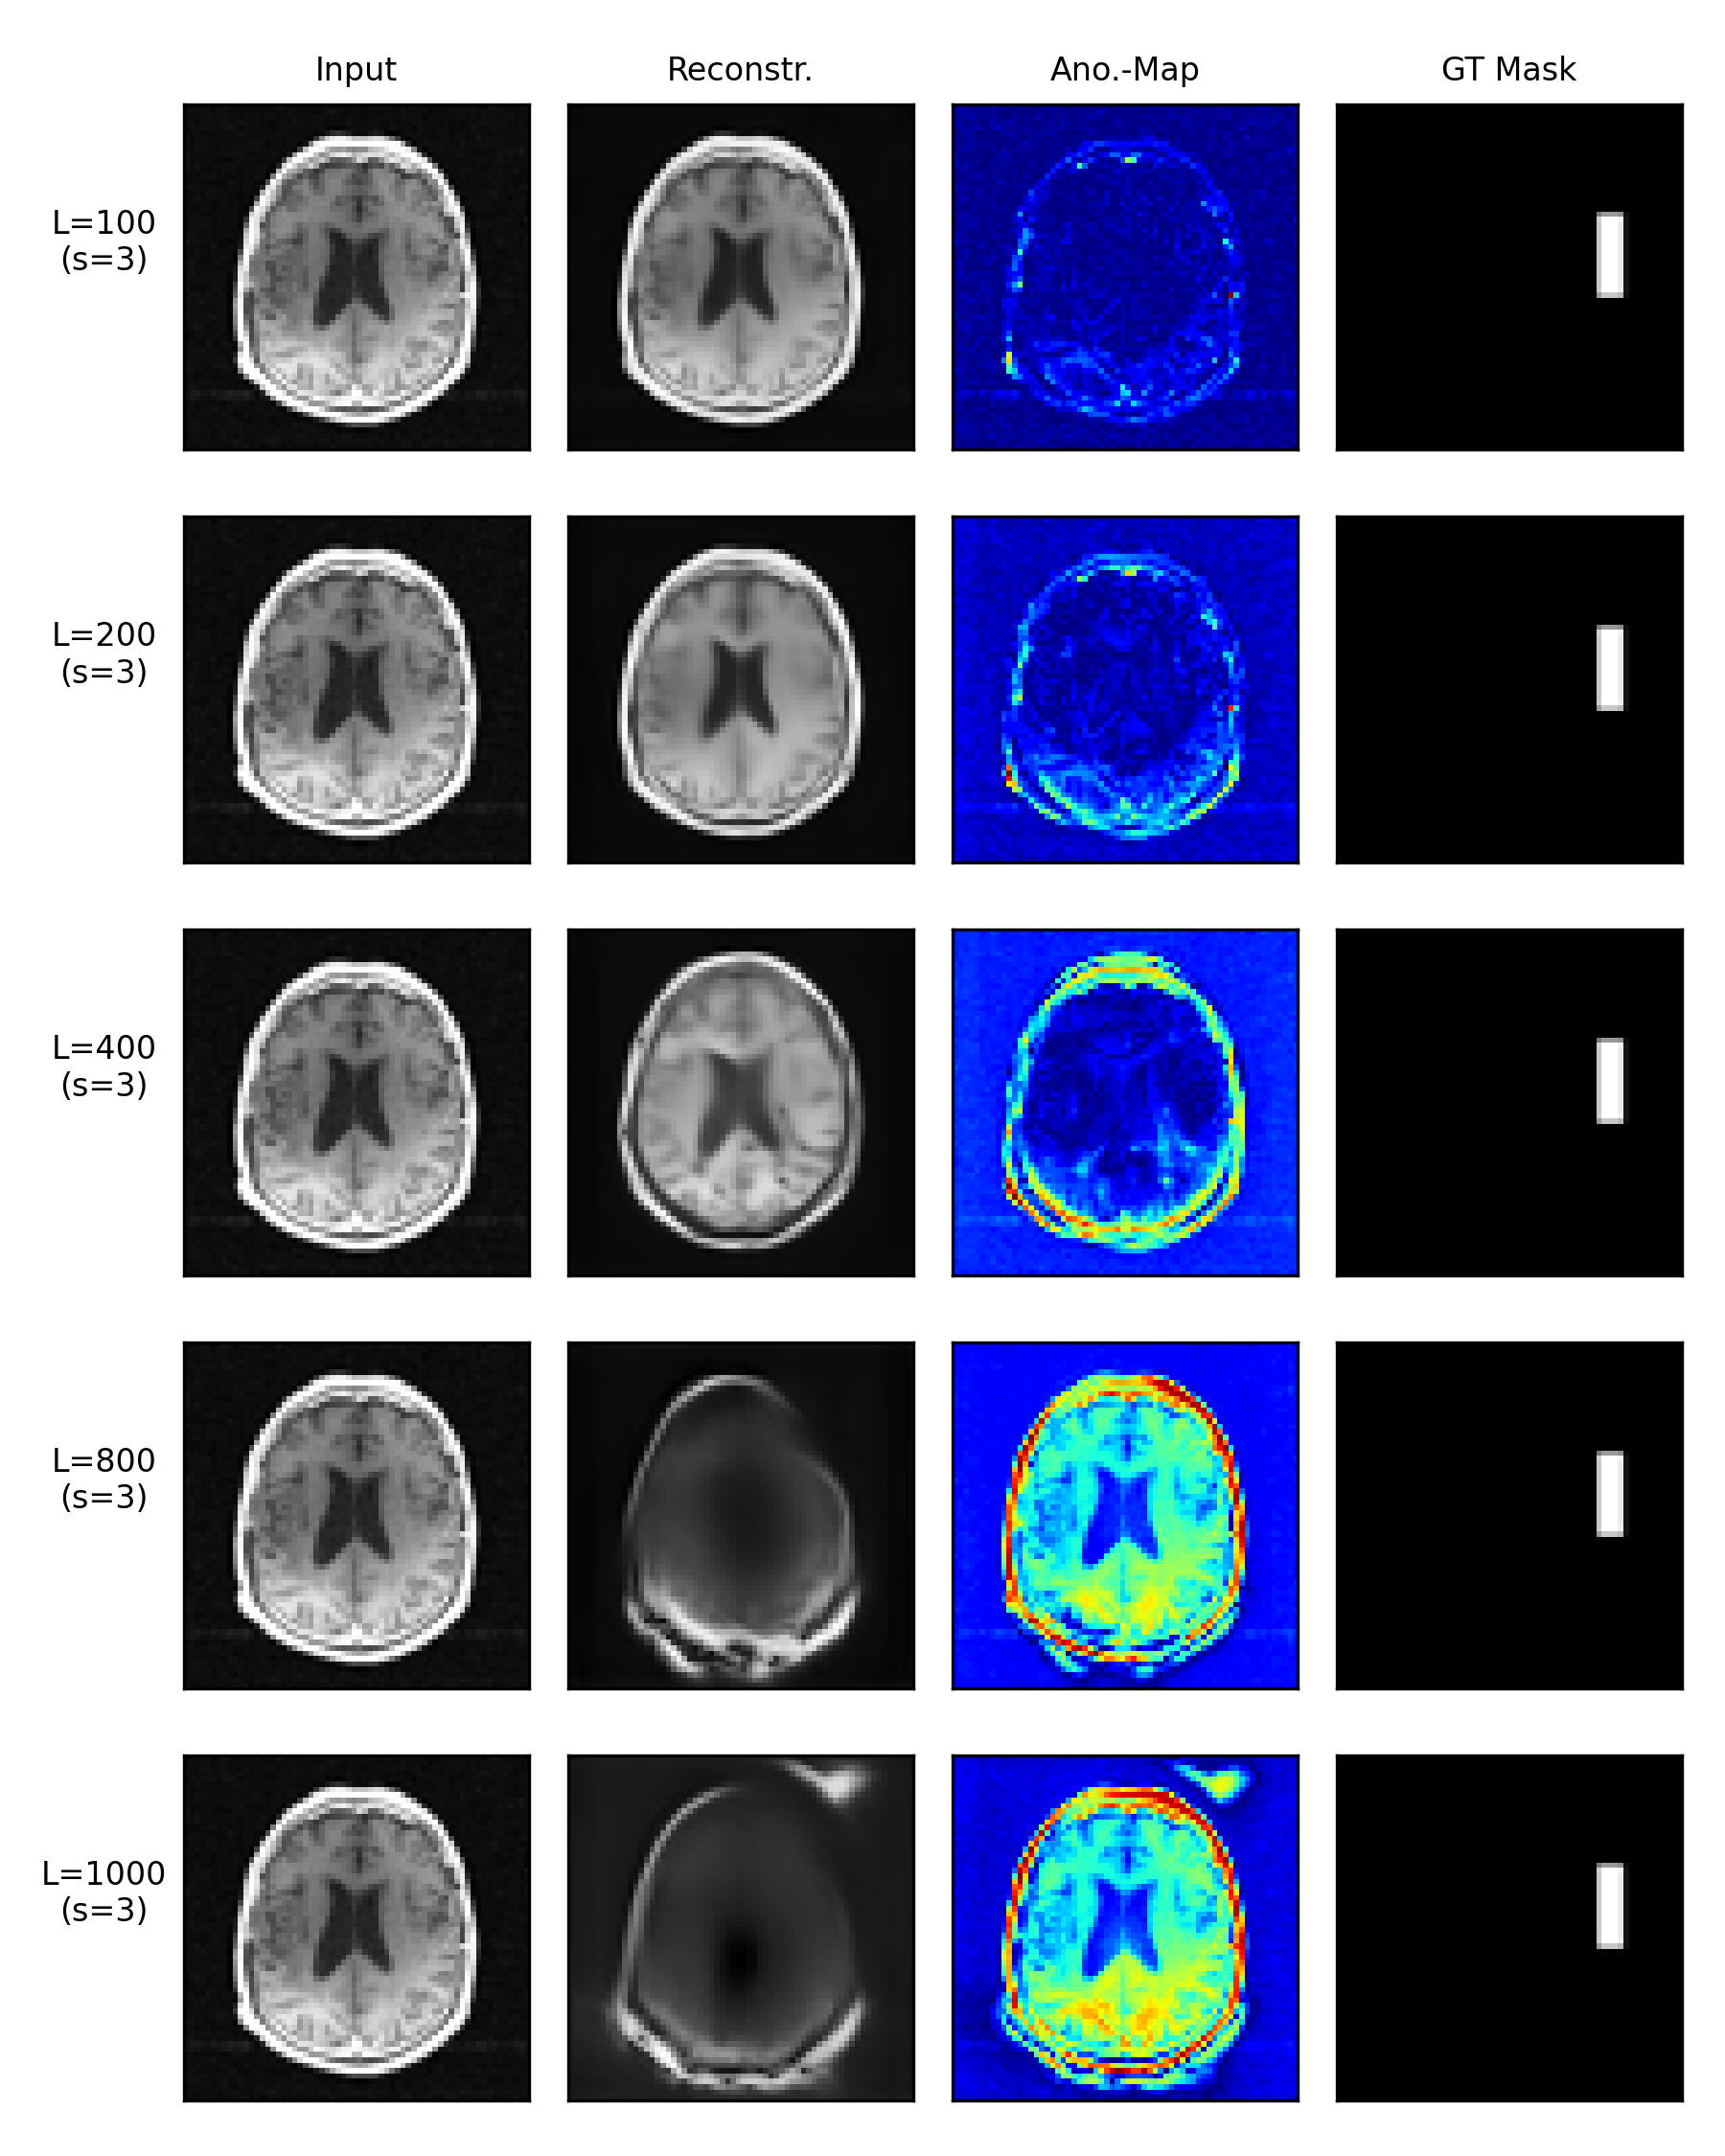 Input Reconstr. Ano.-Map GT Mask
L=100
(s=3)
L=200
(s=3)
L=400
(s=3)
L=800
(s=3)
L=1000
(s=3)